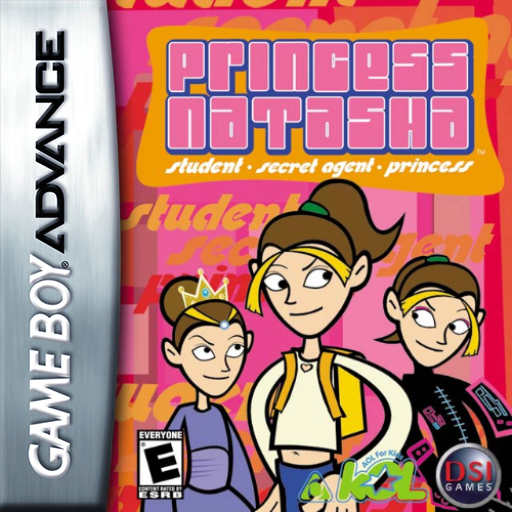 GAME BOY ADVANCE
PRINCESS
NATASHA
™
student · secret agent · princess
student
secret agent
princess
EVERYONE
E
CONTENT RATED BY
ESRB
AOL For Kids
KOL
DSI
GAMES